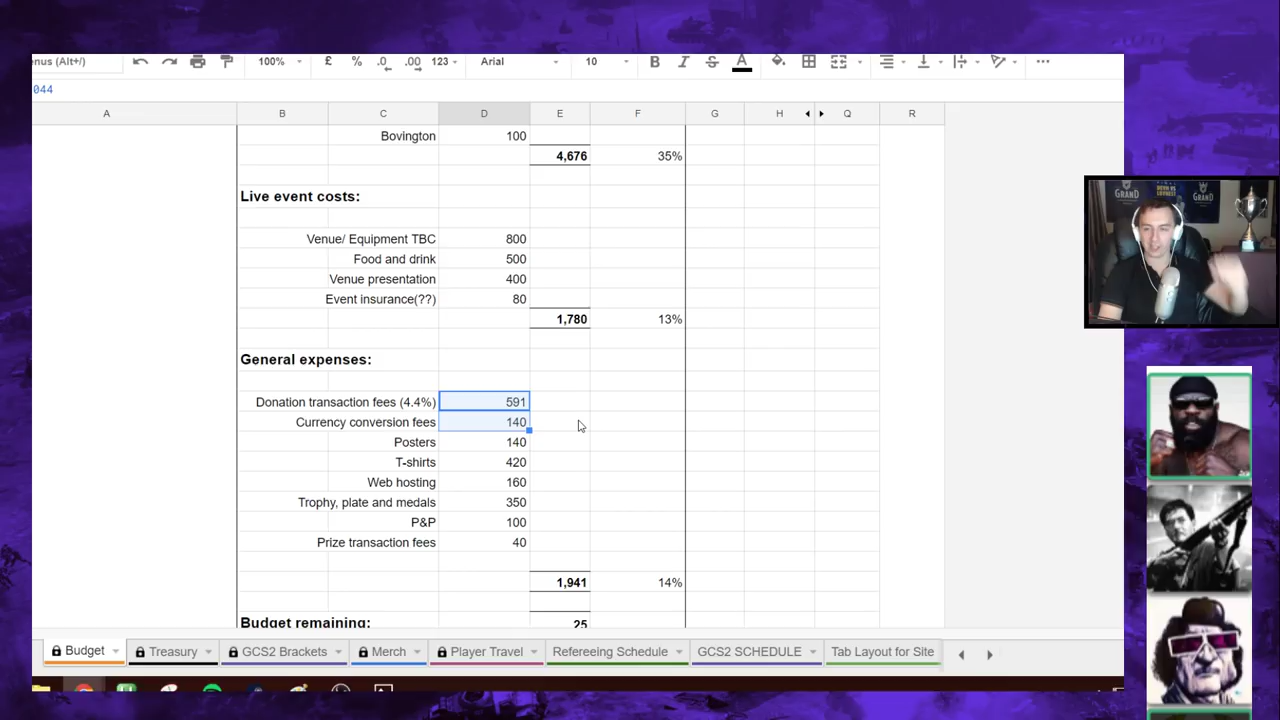 enus (Alt+/) 100% £ % .0 .00 123 Arial 10 B I S A
044
A B C D E F G H Q R
Bovington 100
4,676 35%
Live event costs:
Venue/ Equipment TBC 800
Food and drink 500
Venue presentation 400
Event insurance(??) 80
1,780 13%
General expenses:
Donation transaction fees (4.4%) 591
Currency conversion fees 140
Posters 140
T-shirts 420
Web hosting 160
Trophy, plate and medals 350
P&P 100
Prize transaction fees 40
1,941 14%
Budget remaining: 25
Budget Treasury GCS2 Brackets Merch Player Travel Refereeing Schedule GCS2 SCHEDULE Tab Layout for Site
GRAND
GRAND